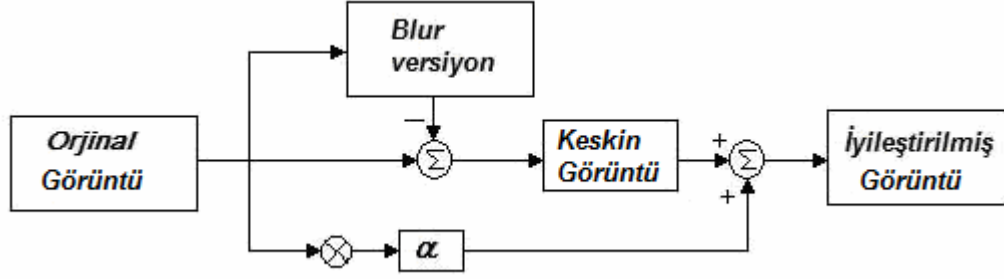 Blur
versiyon
Orjinal
Görüntü
−
Σ
Keskin
Görüntü
+
Σ
+
İyileştirilmiş
Görüntü
α